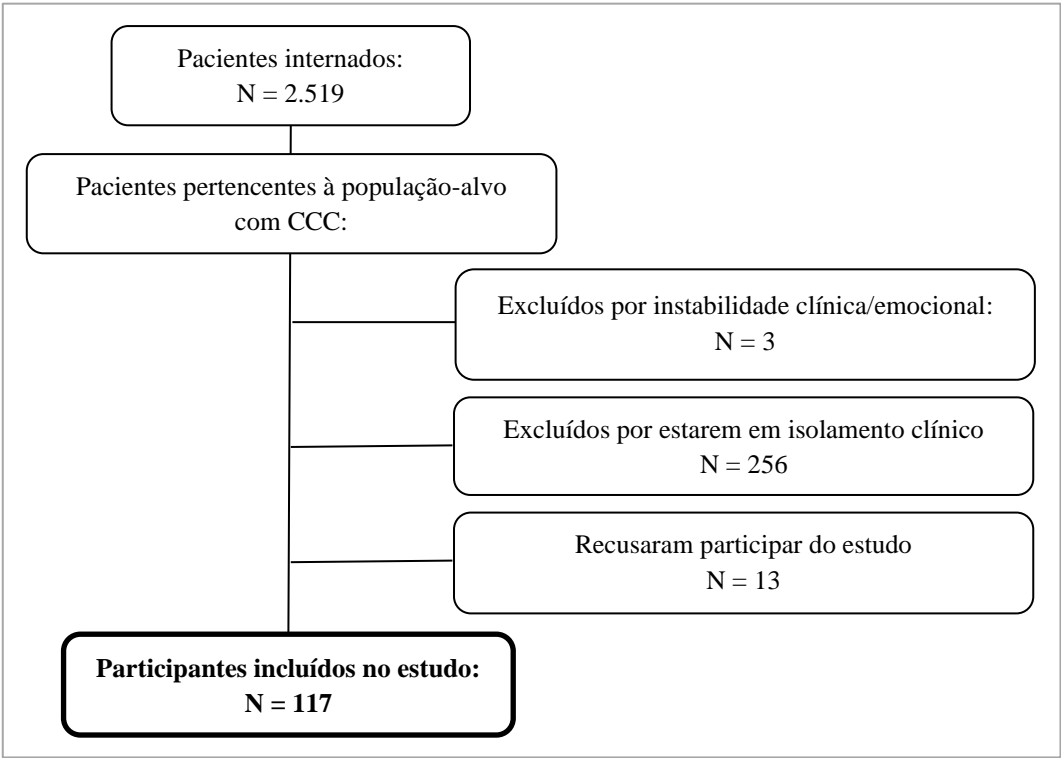 Pacientes internados:
N = 2.519
Pacientes pertencentes à população-alvo
com CCC:
Excluídos por instabilidade clínica/emocional:
N = 3
Excluídos por estarem em isolamento clínico
N = 256
Recusaram participar do estudo
N = 13
Participantes incluídos no estudo:
N = 117